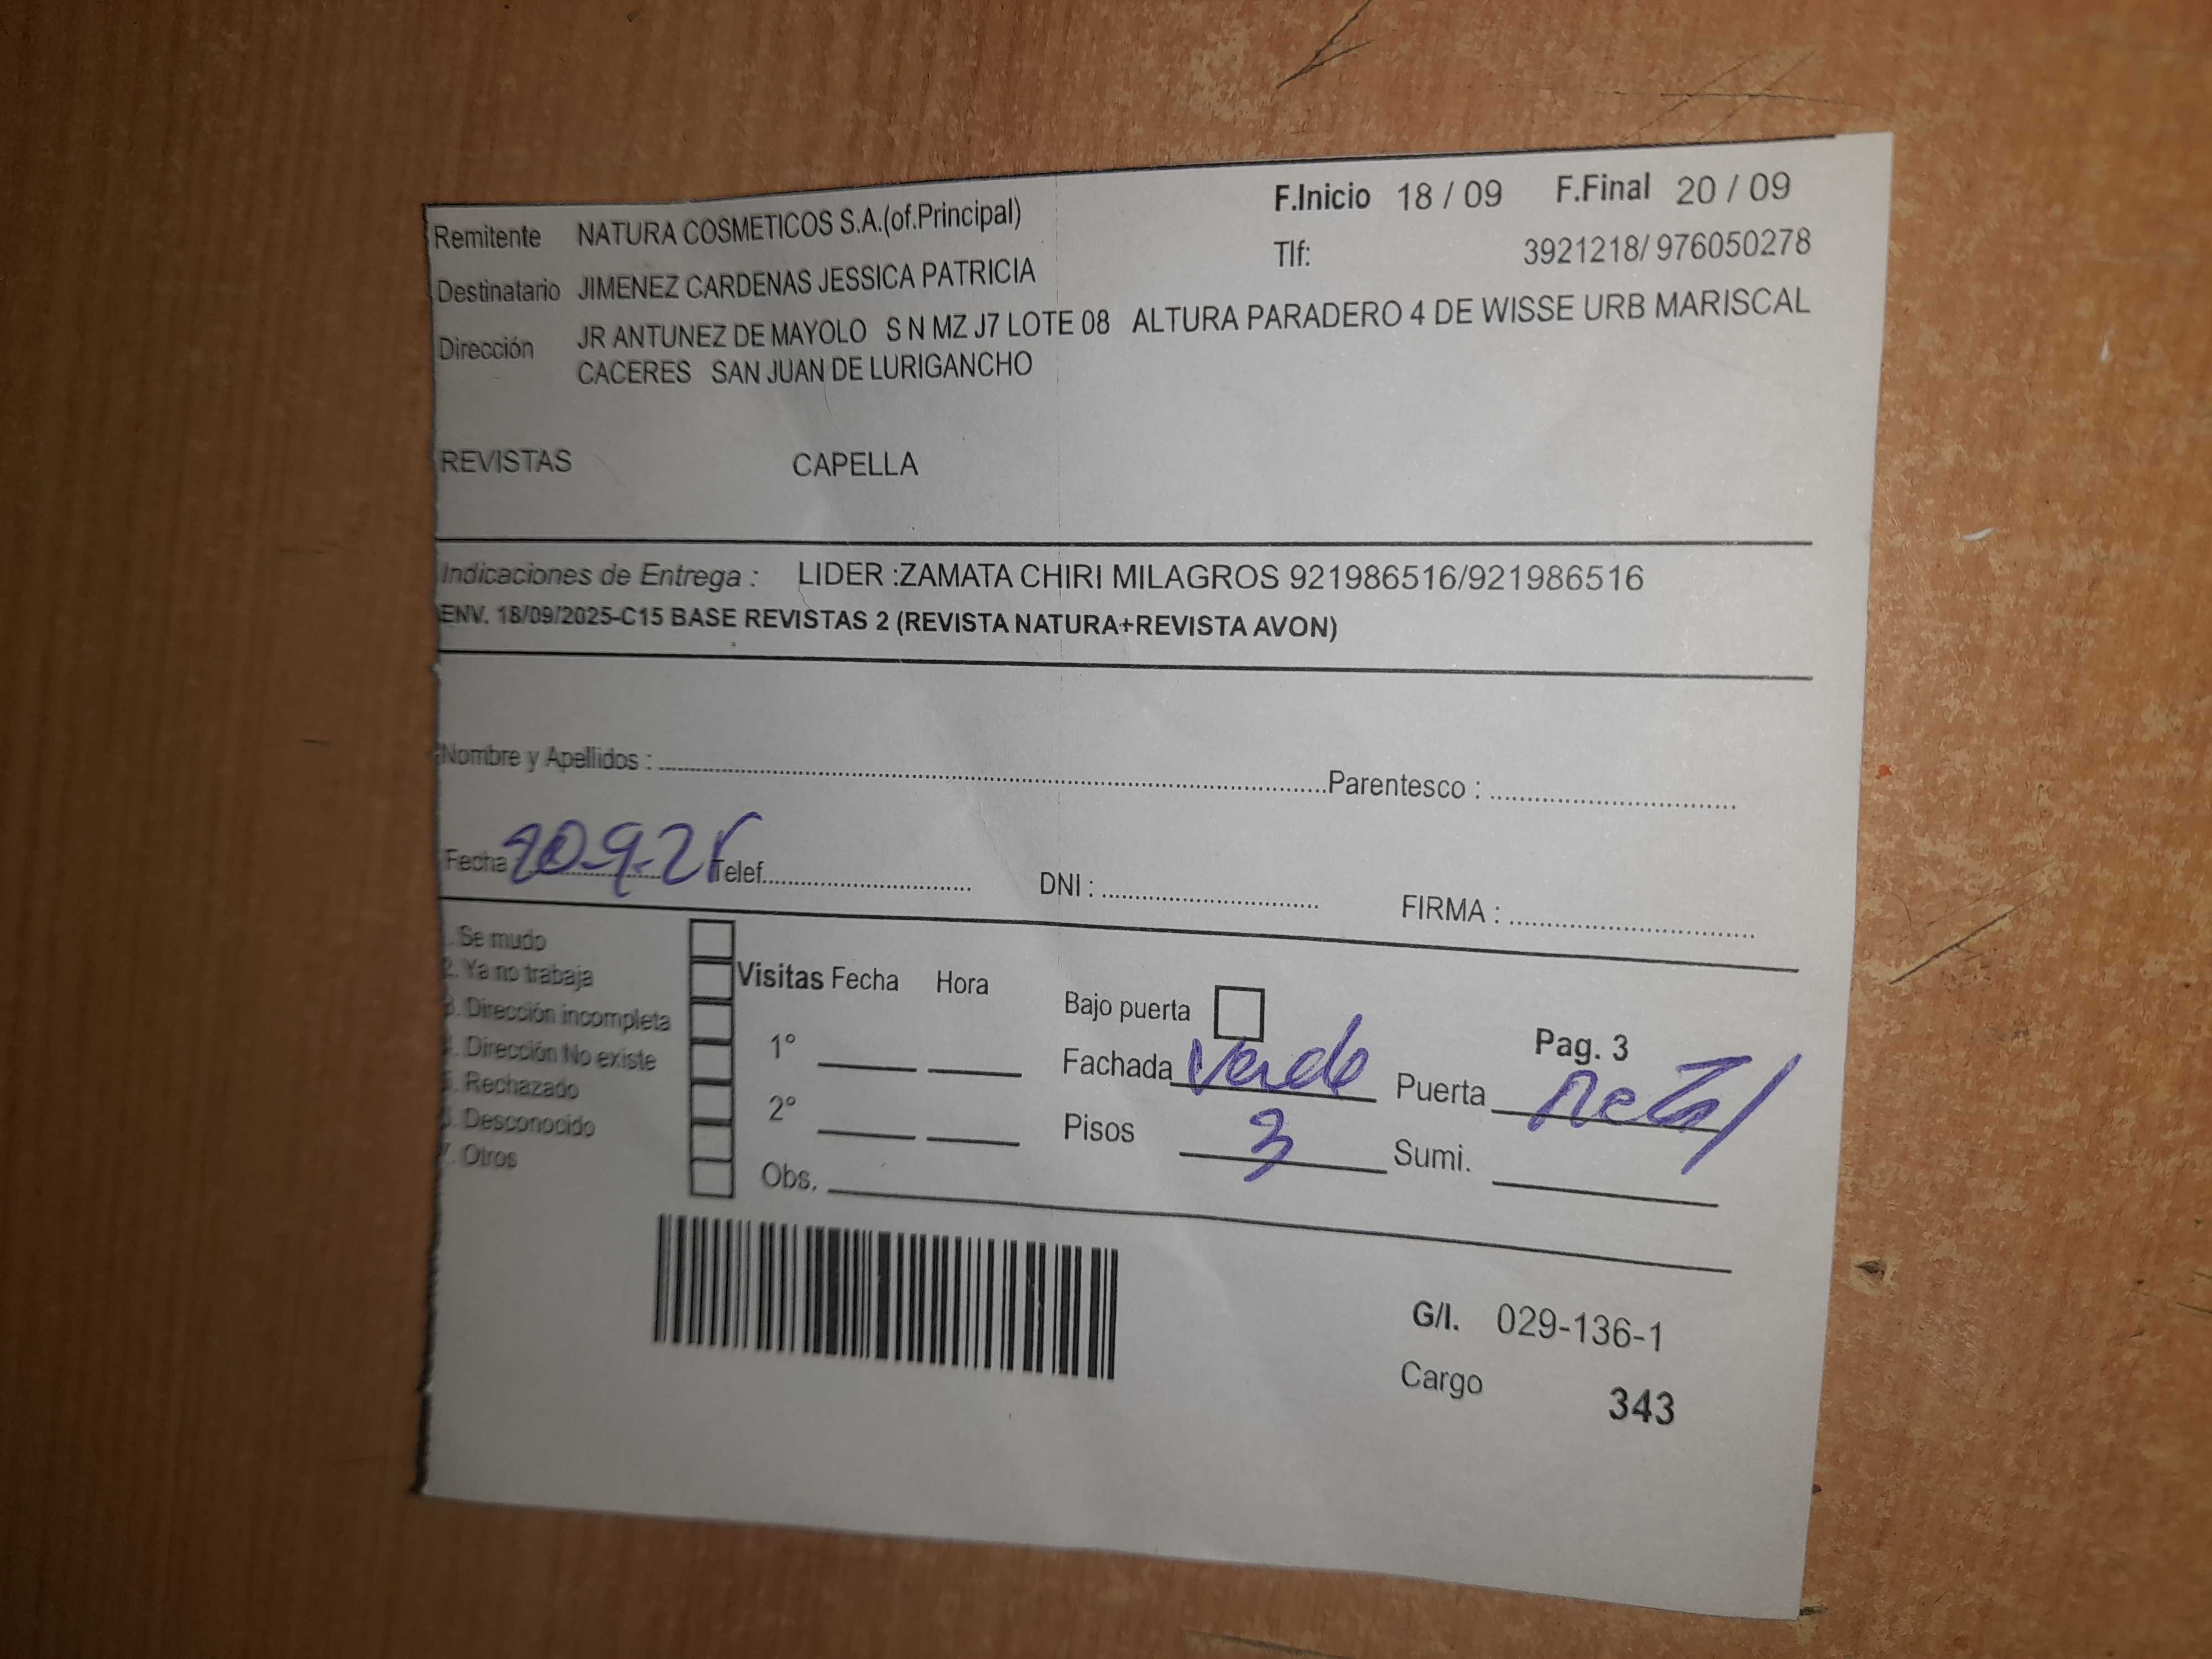 Remitente NATURA COSMETICOS S.A.(of.Principal) F.Inicio 18 / 09 F.Final 20 / 09
Tlf: 3921218/ 976050278
Destinatario JIMENEZ CARDENAS JESSICA PATRICIA
Dirección JR ANTUNEZ DE MAYOLO S N MZ J7 LOTE 08 ALTURA PARADERO 4 DE WISSE URB MARISCAL
CACERES SAN JUAN DE LURIGANCHO
REVISTAS CAPELLA
Indicaciones de Entrega : LIDER :ZAMATA CHIRI MILAGROS 921986516/921986516
ENV. 18/09/2025-C15 BASE REVISTAS 2 (REVISTA NATURA+REVISTA AVON)
Nombre y Apellidos : Parentesco :
Fecha 20-9-25 Telef. DNI : FIRMA :
. Se mudo
2. Ya no trabaja
3. Dirección incompleta
4. Dirección No existe
5. Rechazado
6. Desconocido
7. Otros
Visitas Fecha Hora
1°
2°
Obs.
Bajo puerta
Pag. 3
Fachada Verde Puerta Metal
Pisos 3 Sumi.
G/I. 029-136-1
Cargo 343